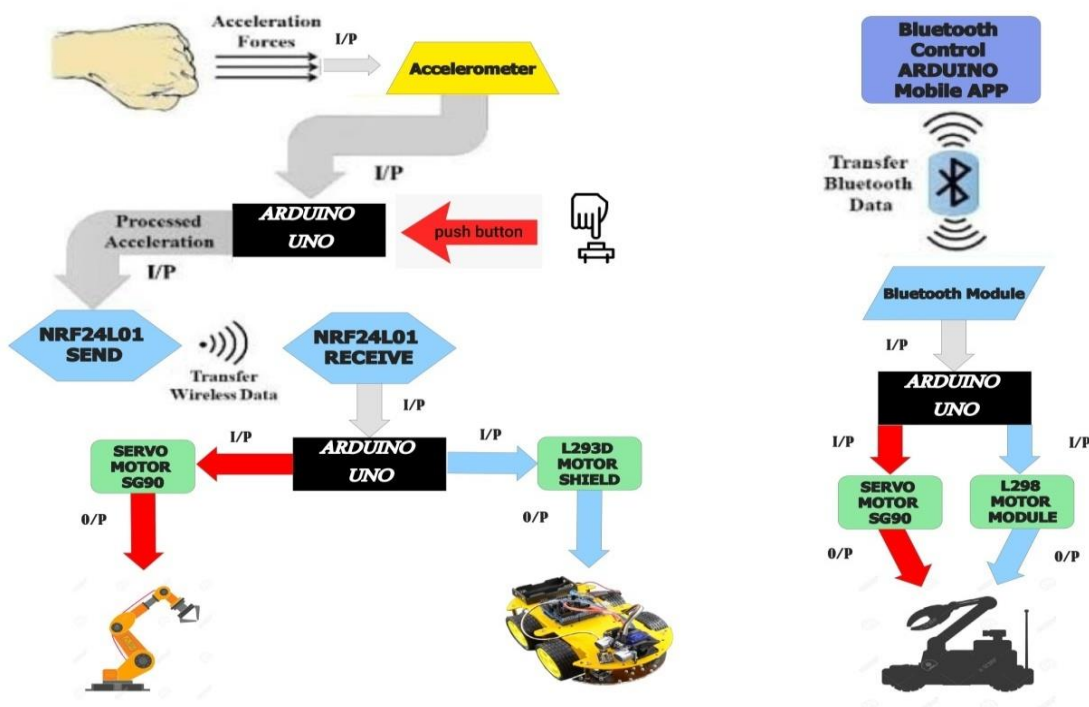 Acceleration
Forces
I/P
Accelerometer
I/P
ARDUINO
UNO
push button
Processed
Acceleration
I/P
NRF24L01
SEND
Transfer
Wireless Data
NRF24L01
RECEIVE
I/P
SERVO
MOTOR
SG90
I/P
ARDUINO
UNO
I/P
L293D
MOTOR
SHIELD
O/P
O/P
Bluetooth
Control
ARDUINO
Mobile APP
Transfer
Bluetooth
Data
Bluetooth Module
I/P
ARDUINO
UNO
I/P
I/P
SERVO
MOTOR
SG90
L298
MOTOR
MODULE
O/P
O/P